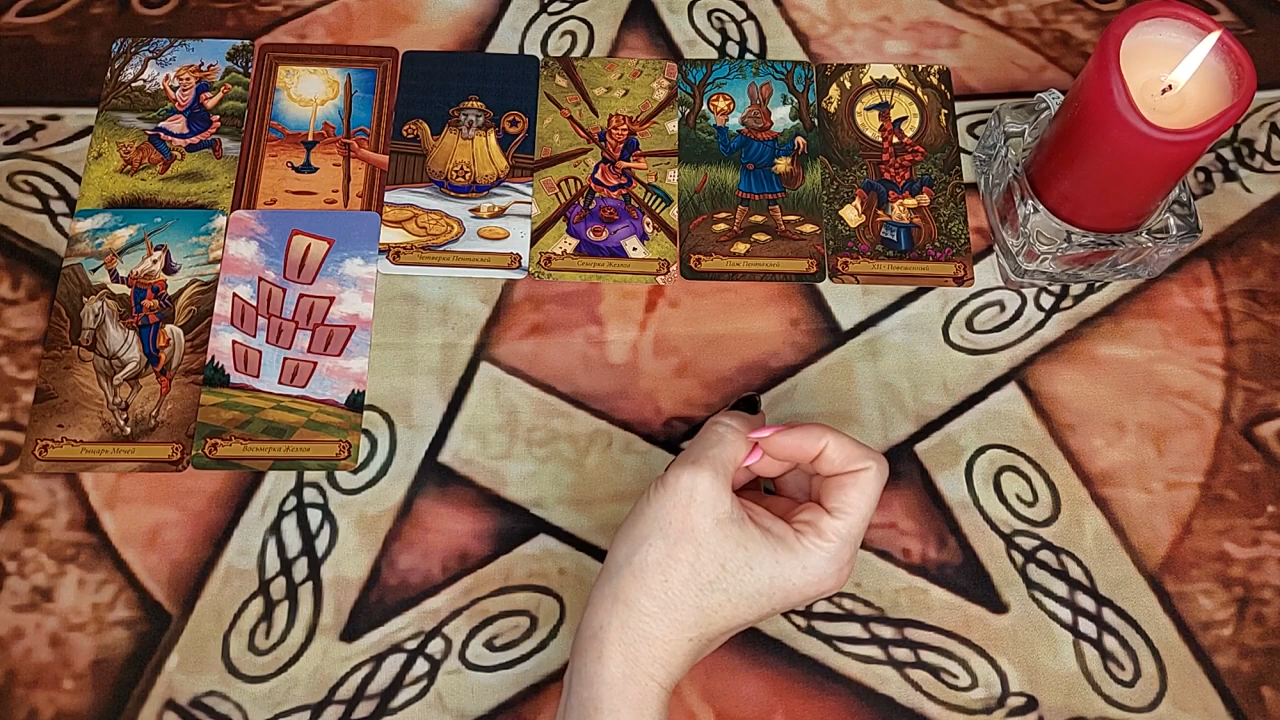 Четверка Пентаклей
Семерка Жезлов
Паж Пентаклей
XII • Повешенный
Рыцарь Мечей
Восьмерка Жезлов